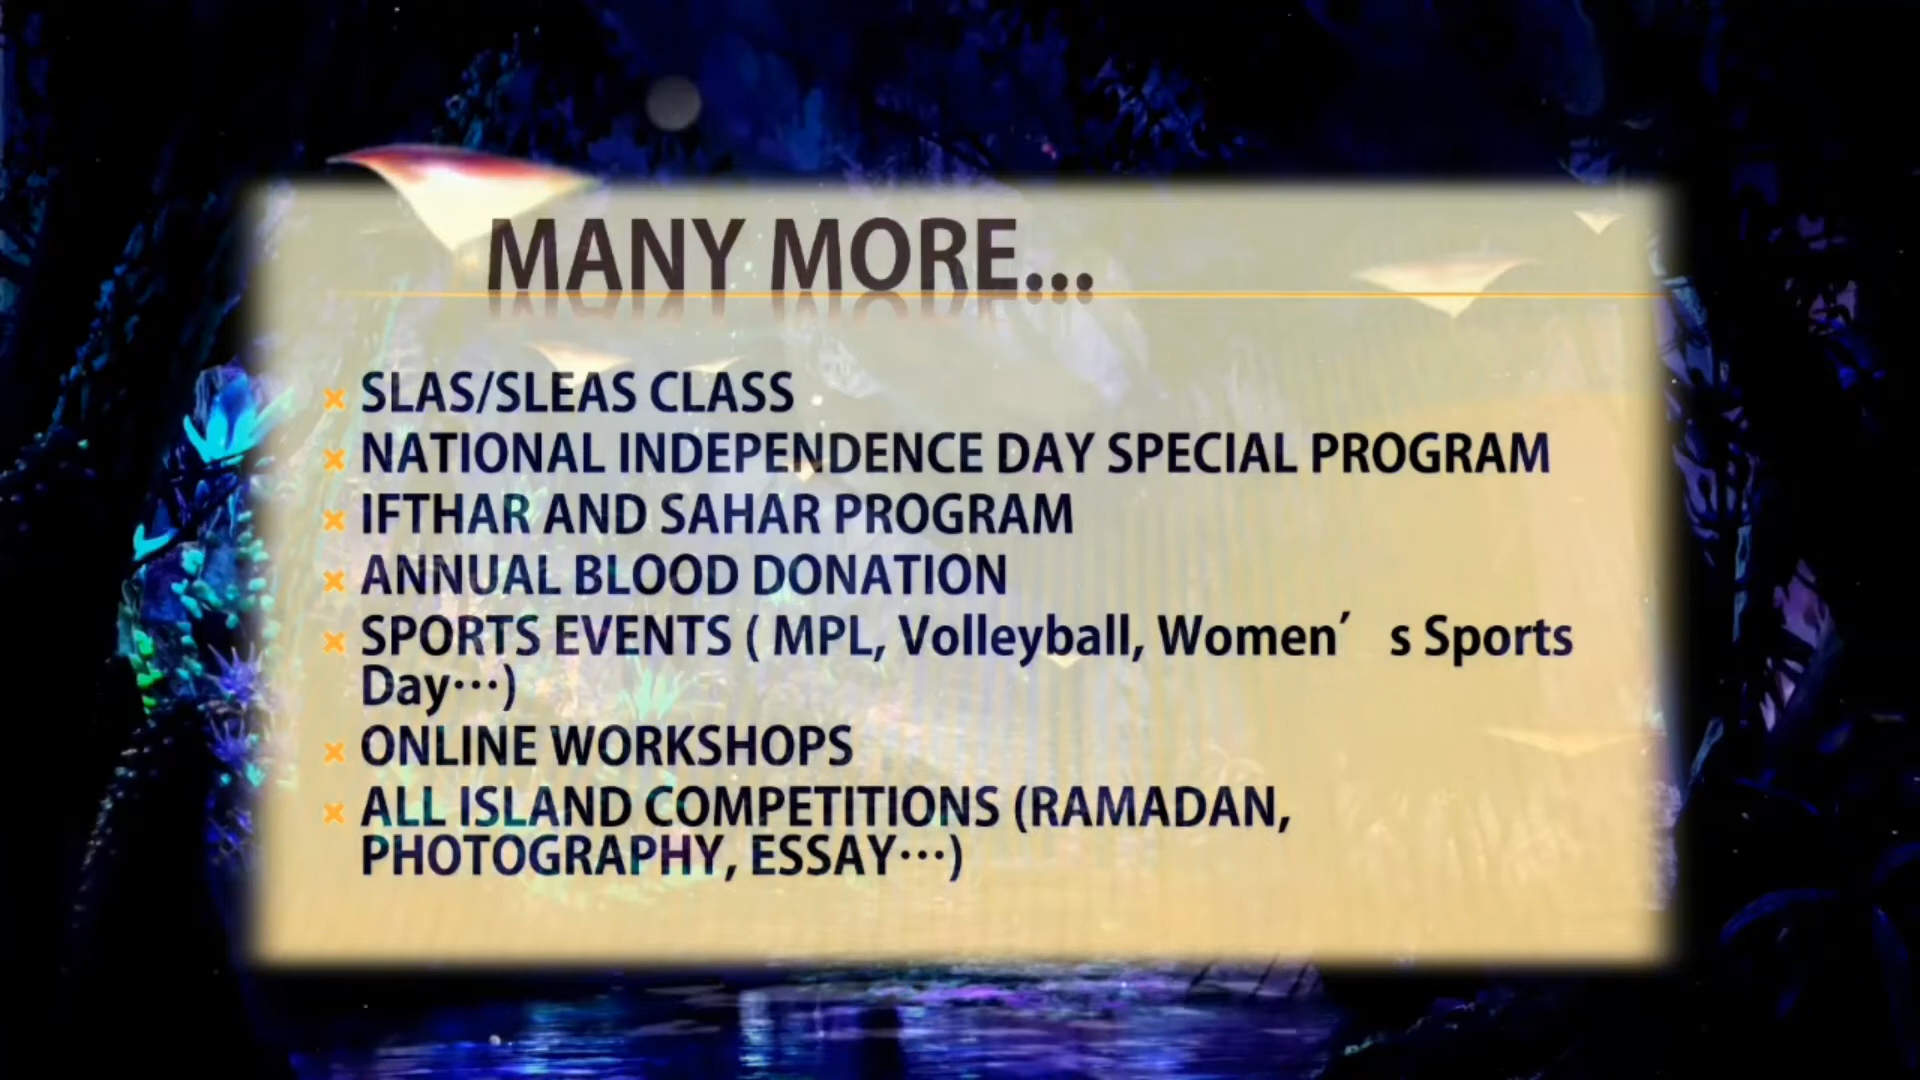 MANY MORE...
SLAS/SLEAS CLASS
NATIONAL INDEPENDENCE DAY SPECIAL PROGRAM
IFTHAR AND SAHAR PROGRAM
ANNUAL BLOOD DONATION
SPORTS EVENTS ( MPL, Volleyball, Women’ s Sports
Day…)
ONLINE WORKSHOPS
ALL ISLAND COMPETITIONS (RAMADAN,
PHOTOGRAPHY, ESSAY…)